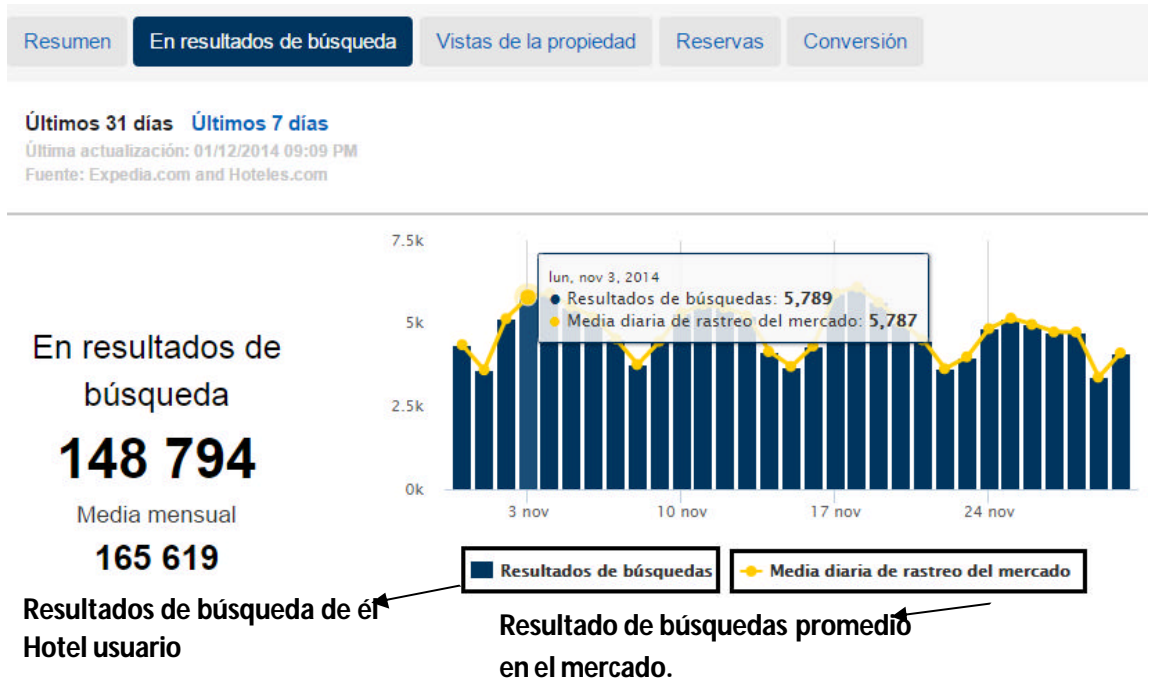 Resumen En resultados de búsqueda Vistas de la propiedad Reservas Conversión
Últimos 31 días Últimos 7 días
Última actualización: 01/12/2014 09:09 PM
Fuente: Expedia.com and Hoteles.com
En resultados de
búsqueda
148 794
Media mensual
165 619
7.5k
5k
2.5k
0k
lun, nov 3, 2014
Resultados de búsquedas: 5,789
Media diaria de rastreo del mercado: 5,787
3 nov 10 nov 17 nov 24 nov
Resultados de búsquedas Media diaria de rastreo del mercado
Resultados de búsqueda de él
Hotel usuario
Resultado de búsquedas promedio
en el mercado.